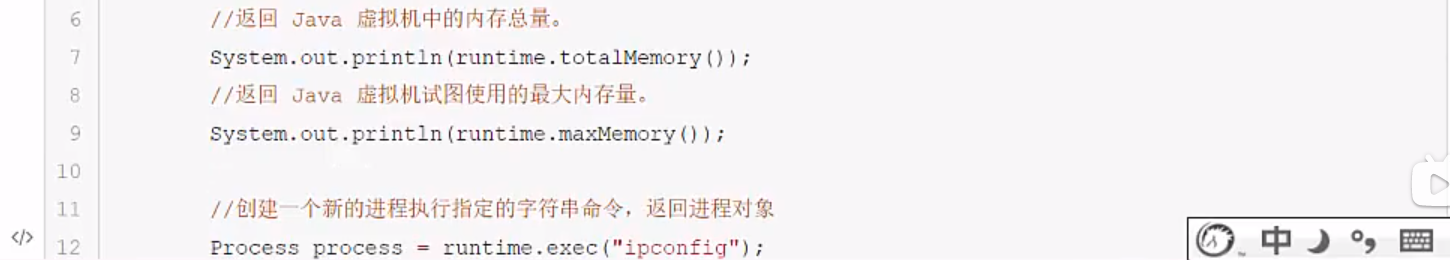 6 //返回 Java 虚拟机中的内存总量。
7 System.out.println(runtime.totalMemory());
8 //返回 Java 虚拟机试图使用的最大内存量。
9 System.out.println(runtime.maxMemory());
10
11 //创建一个新的进程执行指定的字符串命令，返回进程对象
</> 12 Process process = runtime.exec("ipconfig");
中